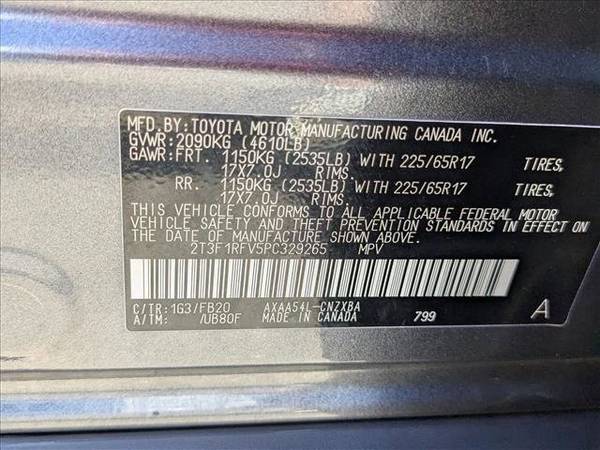 MFD.BY:TOYOTA MOTOR MANUFACTURING CANADA INC.
GVWR:2090KG (4610LB)
GAWR:FRT. 1150KG (2535LB) WITH 225/65R17 TIRES,
17X7.0J RIMS.
RR. 1150KG (2535LB) WITH 225/65R17 TIRES,
17X7.0J RIMS.
THIS VEHICLE CONFORMS TO ALL APPLICABLE FEDERAL MOTOR
VEHICLE SAFETY AND THEFT PREVENTION STANDARDS IN EFFECT
ON THE DATE OF MANUFACTURE SHOWN ABOVE.
2T3F1RFV5PC329265 MPV
C/TR:1G3/FB20 AXAA54L-CNZXBA
A/TM: /UB80F MADE IN CANADA 799 A